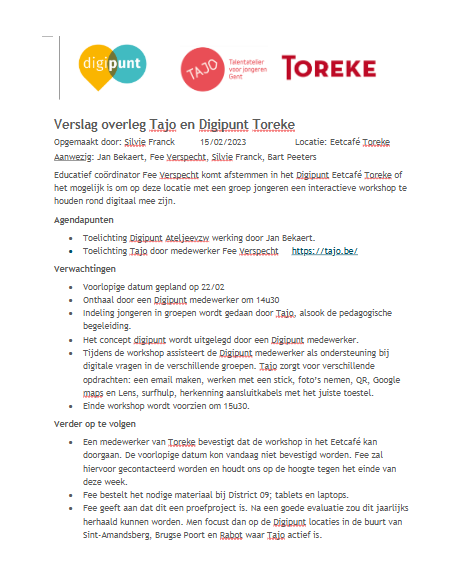 digipunt
TAJO
Talentatelier
voor jongeren
Gent
TOREKE
Verslag overleg Tajo en Digipunt Toreke
Opgemaakt door: Silvie Franck 15/02/2023 Locatie: Eetcafé Toreke
Aanwezig: Jan Bekaert, Fee Verspecht, Silvie Franck, Bart Peeters
Educatief coördinator Fee Verspecht komt afstemmen in het Digipunt Eetcafé Toreke of
het mogelijk is om op deze locatie met een groep jongeren een interactieve workshop te
houden rond digitaal mee zijn.
Agendapunten
• Toelichting Digipunt Ateljeevzw werking door Jan Bekaert.
• Toelichting Tajo door medewerker Fee Verspecht https://tajo.be/
Verwachtingen
• Voorlopige datum gepland op 22/02
• Onthaal door een Digipunt medewerker om 14u30
• Indeling jongeren in groepen wordt gedaan door Tajo, alsook de pedagogische
begeleiding.
• Het concept digipunt wordt uitgelegd door een Digipunt medewerker.
• Tijdens de workshop assisteert de Digipunt medewerker als ondersteuning bij
digitale vragen in de verschillende groepen. Tajo zorgt voor verschillende
opdrachten: een email maken, werken met een stick, foto's nemen, QR, Google
maps en Lens, surfhulp, herkenning aansluitkabels met het juiste toestel.
• Einde workshop wordt voorzien om 15u30.
Verder op te volgen
• Een medewerker van Toreke bevestigt dat de workshop in het Eetcafé kan
doorgaan. De voorlopige datum kon vandaag niet bevestigd worden. Fee zal
hiervoor gecontacteerd worden en houdt ons op de hoogte tegen het einde van
deze week.
• Fee bestelt het nodige materiaal bij District 09; tablets en laptops.
• Fee geeft aan dat dit een proefproject is. Na een goede evaluatie zou dit jaarlijks
herhaald kunnen worden. Men focust dan op de Digipunt locaties in de buurt van
Sint-Amandsberg, Brugse Poort en Rabot waar Tajo actief is.